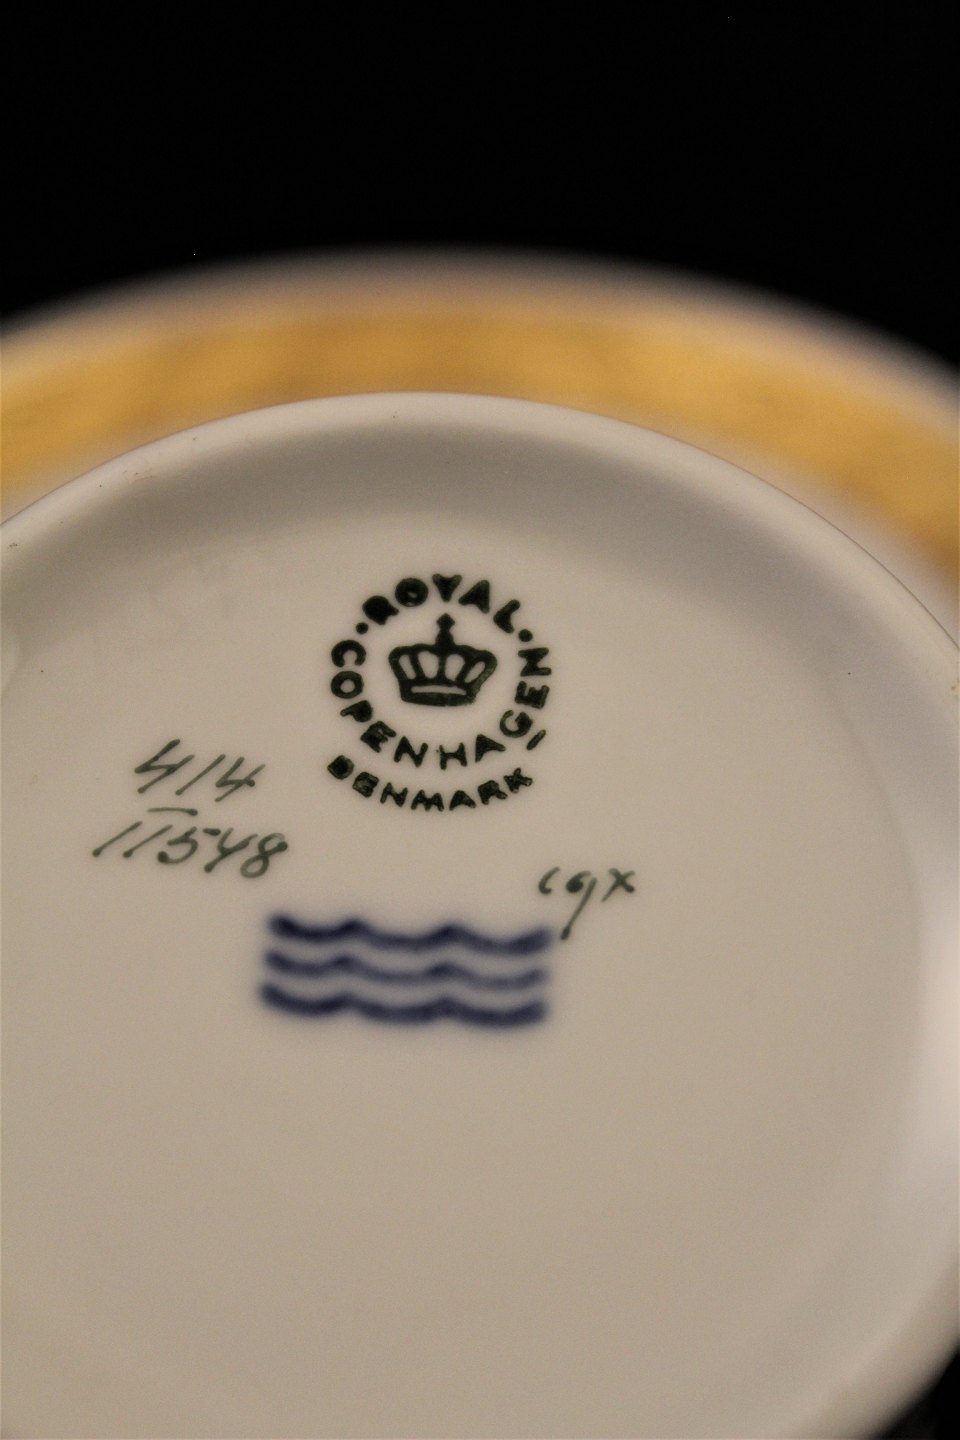 ROYAL
COPENHAGEN
DENMARK
414
11548
cgx